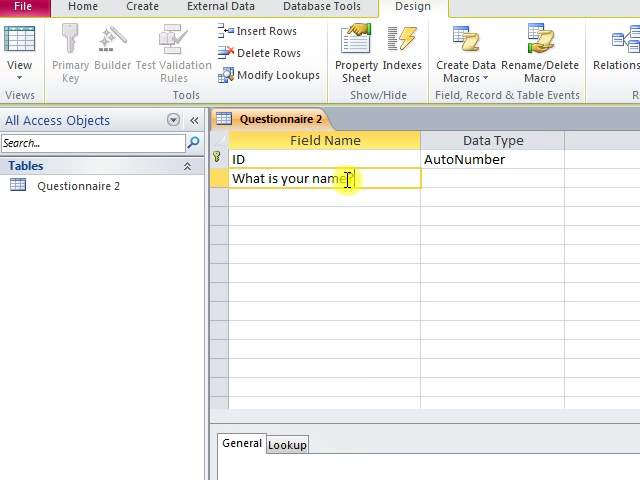 File Home Create External Data Database Tools Design
View
Primary Key
Builder
Test Validation Rules
Insert Rows
Delete Rows
Modify Lookups
Property Sheet
Indexes
Create Data Macros
Rename/Delete Macro
Views Tools Show/Hide Field, Record & Table Events
All Access Objects
Search...
Tables
Questionnaire 2
Questionnaire 2
Field Name Data Type
ID AutoNumber
What is your name?
General Lookup